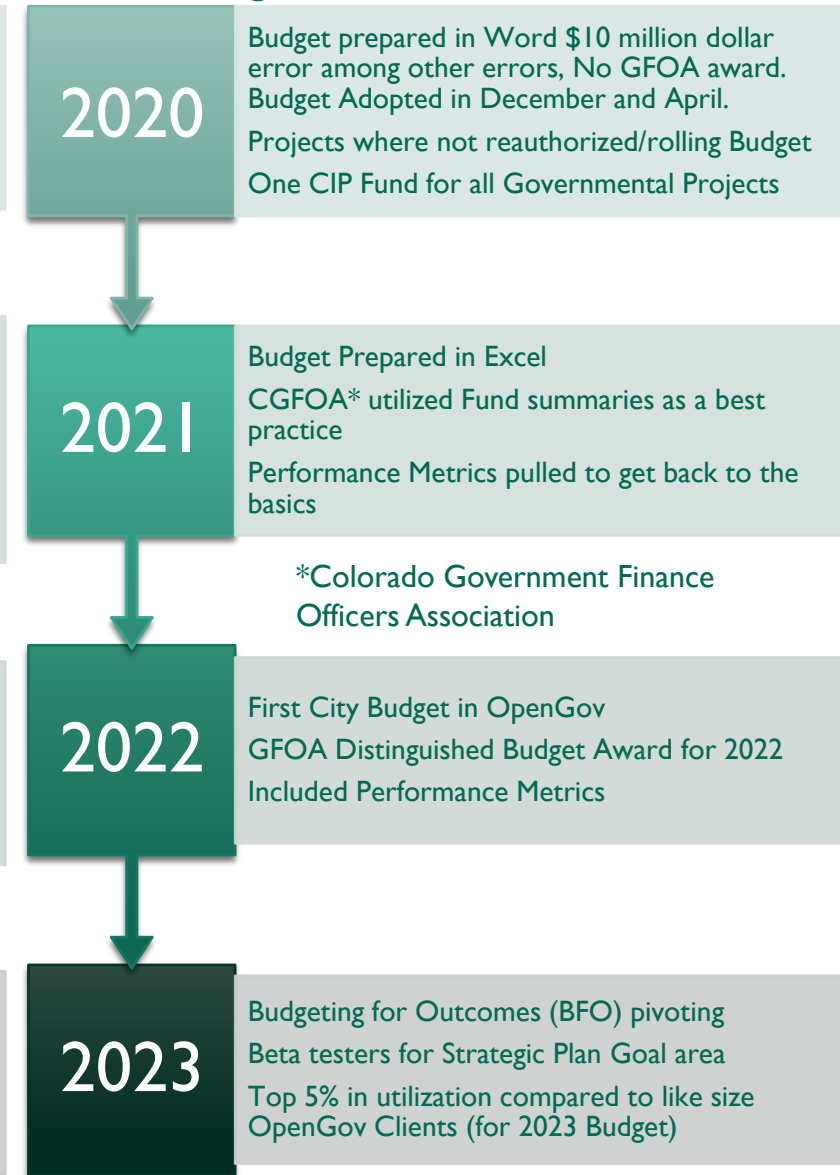 2020
Budget prepared in Word $10 million dollar
error among other errors, No GFOA award.
Budget Adopted in December and April.
Projects where not reauthorized/rolling Budget
One CIP Fund for all Governmental Projects
2021
Budget Prepared in Excel
CGFOA* utilized Fund summaries as a best
practice
Performance Metrics pulled to get back to the
basics
*Colorado Government Finance
Officers Association
2022
First City Budget in OpenGov
GFOA Distinguished Budget Award for 2022
Included Performance Metrics
2023
Budgeting for Outcomes (BFO) pivoting
Beta testers for Strategic Plan Goal area
Top 5% in utilization compared to like size
OpenGov Clients (for 2023 Budget)